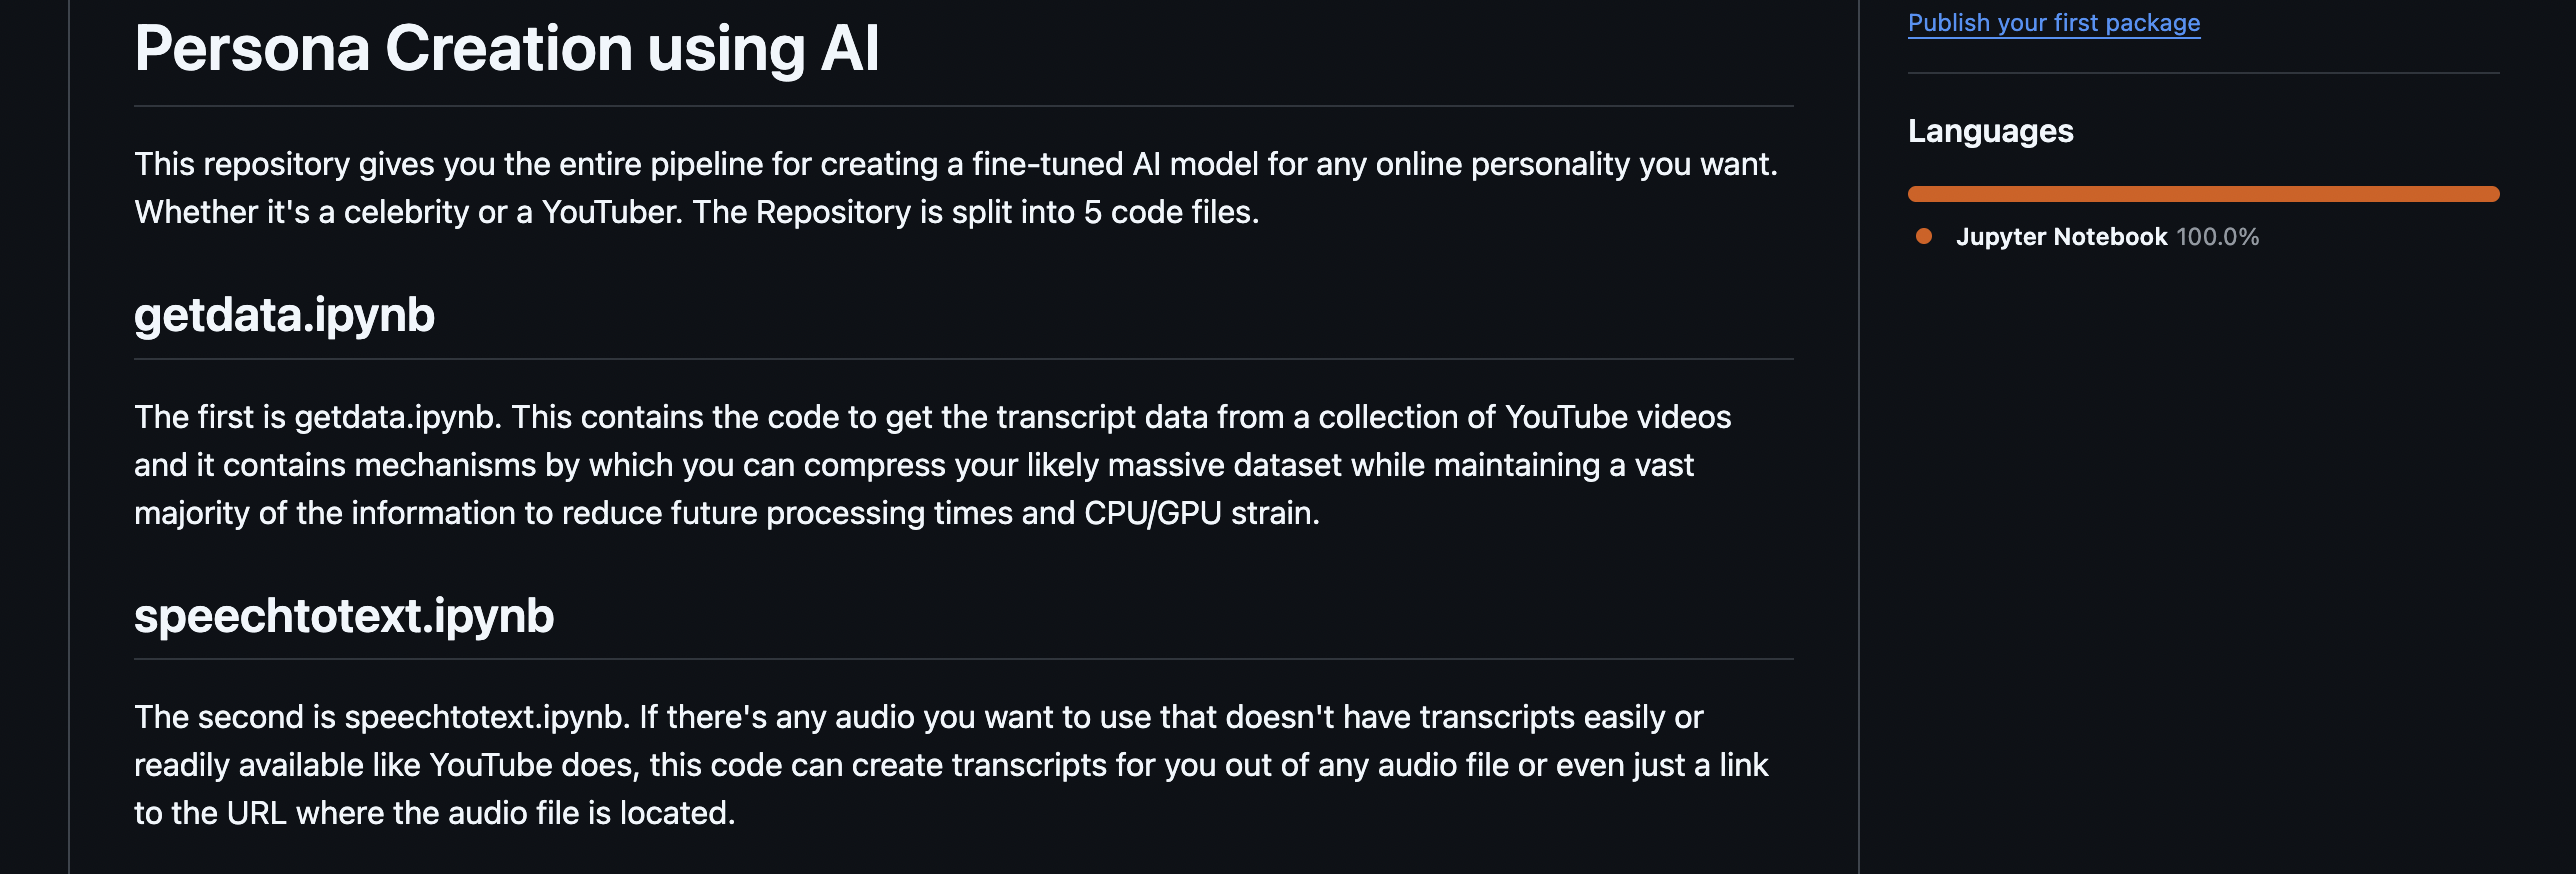 Persona Creation using AI
This repository gives you the entire pipeline for creating a fine-tuned AI model for any online personality you want.
Whether it's a celebrity or a YouTuber. The Repository is split into 5 code files.
getdata.ipynb
The first is getdata.ipynb. This contains the code to get the transcript data from a collection of YouTube videos
and it contains mechanisms by which you can compress your likely massive dataset while maintaining a vast
majority of the information to reduce future processing times and CPU/GPU strain.
speechtotext.ipynb
The second is speechtotext.ipynb. If there's any audio you want to use that doesn't have transcripts easily or
readily available like YouTube does, this code can create transcripts for you out of any audio file or even just a link
to the URL where the audio file is located.
Publish your first package
Languages
Jupyter Notebook 100.0%